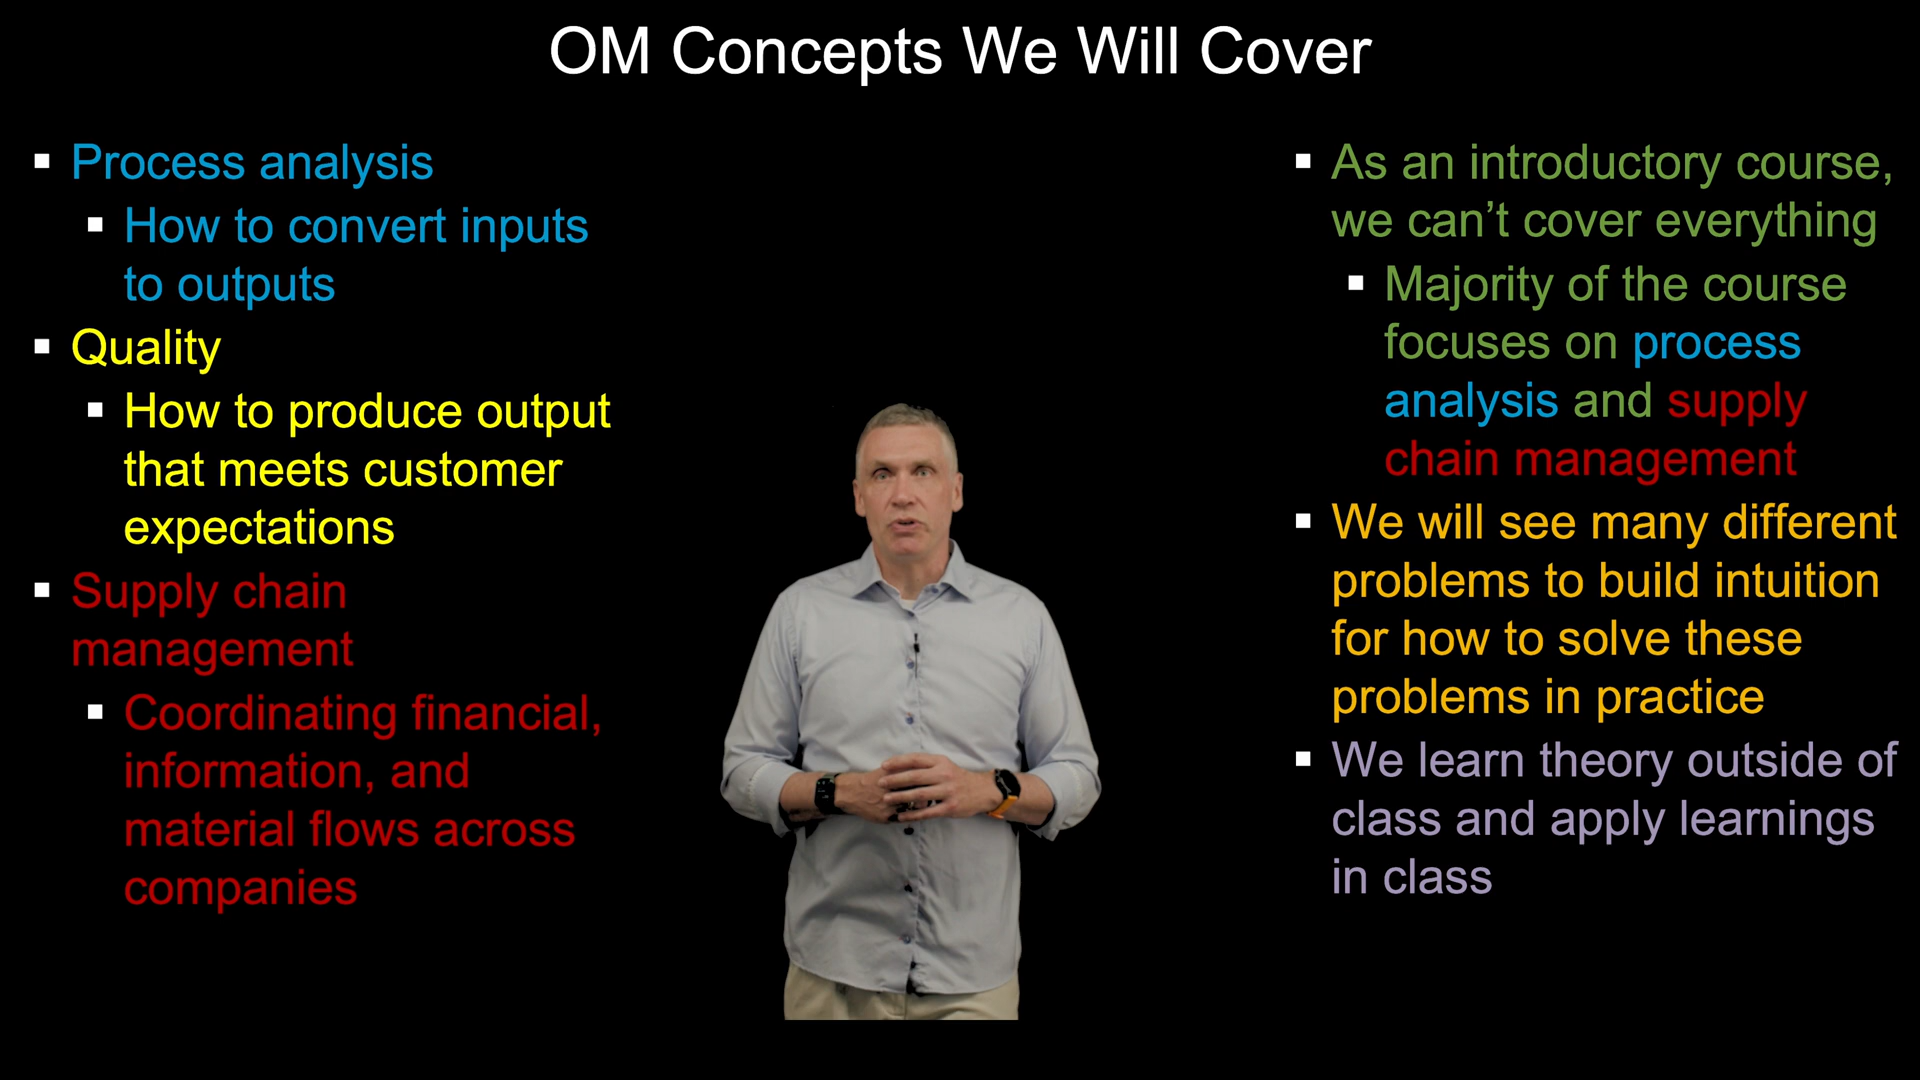 OM Concepts We Will Cover
▪ Process analysis
▪ How to convert inputs
to outputs
▪ Quality
▪ How to produce output
that meets customer
expectations
▪ Supply chain
management
▪ Coordinating financial,
information, and
material flows across
companies
▪ As an introductory course,
we can’t cover everything
▪ Majority of the course
focuses on process
analysis and supply
chain management
▪ We will see many different
problems to build intuition
for how to solve these
problems in practice
▪ We learn theory outside of
class and apply learnings
in class